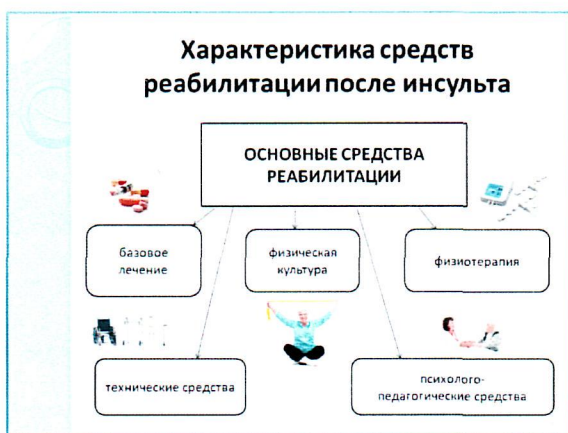 Характеристика средств
реабилитации после инсульта
ОСНОВНЫЕ СРЕДСТВА
РЕАБИЛИТАЦИИ
базовое
лечение
физическая
культура
физиотерапия
технические средства
психолого-
педагогические средства